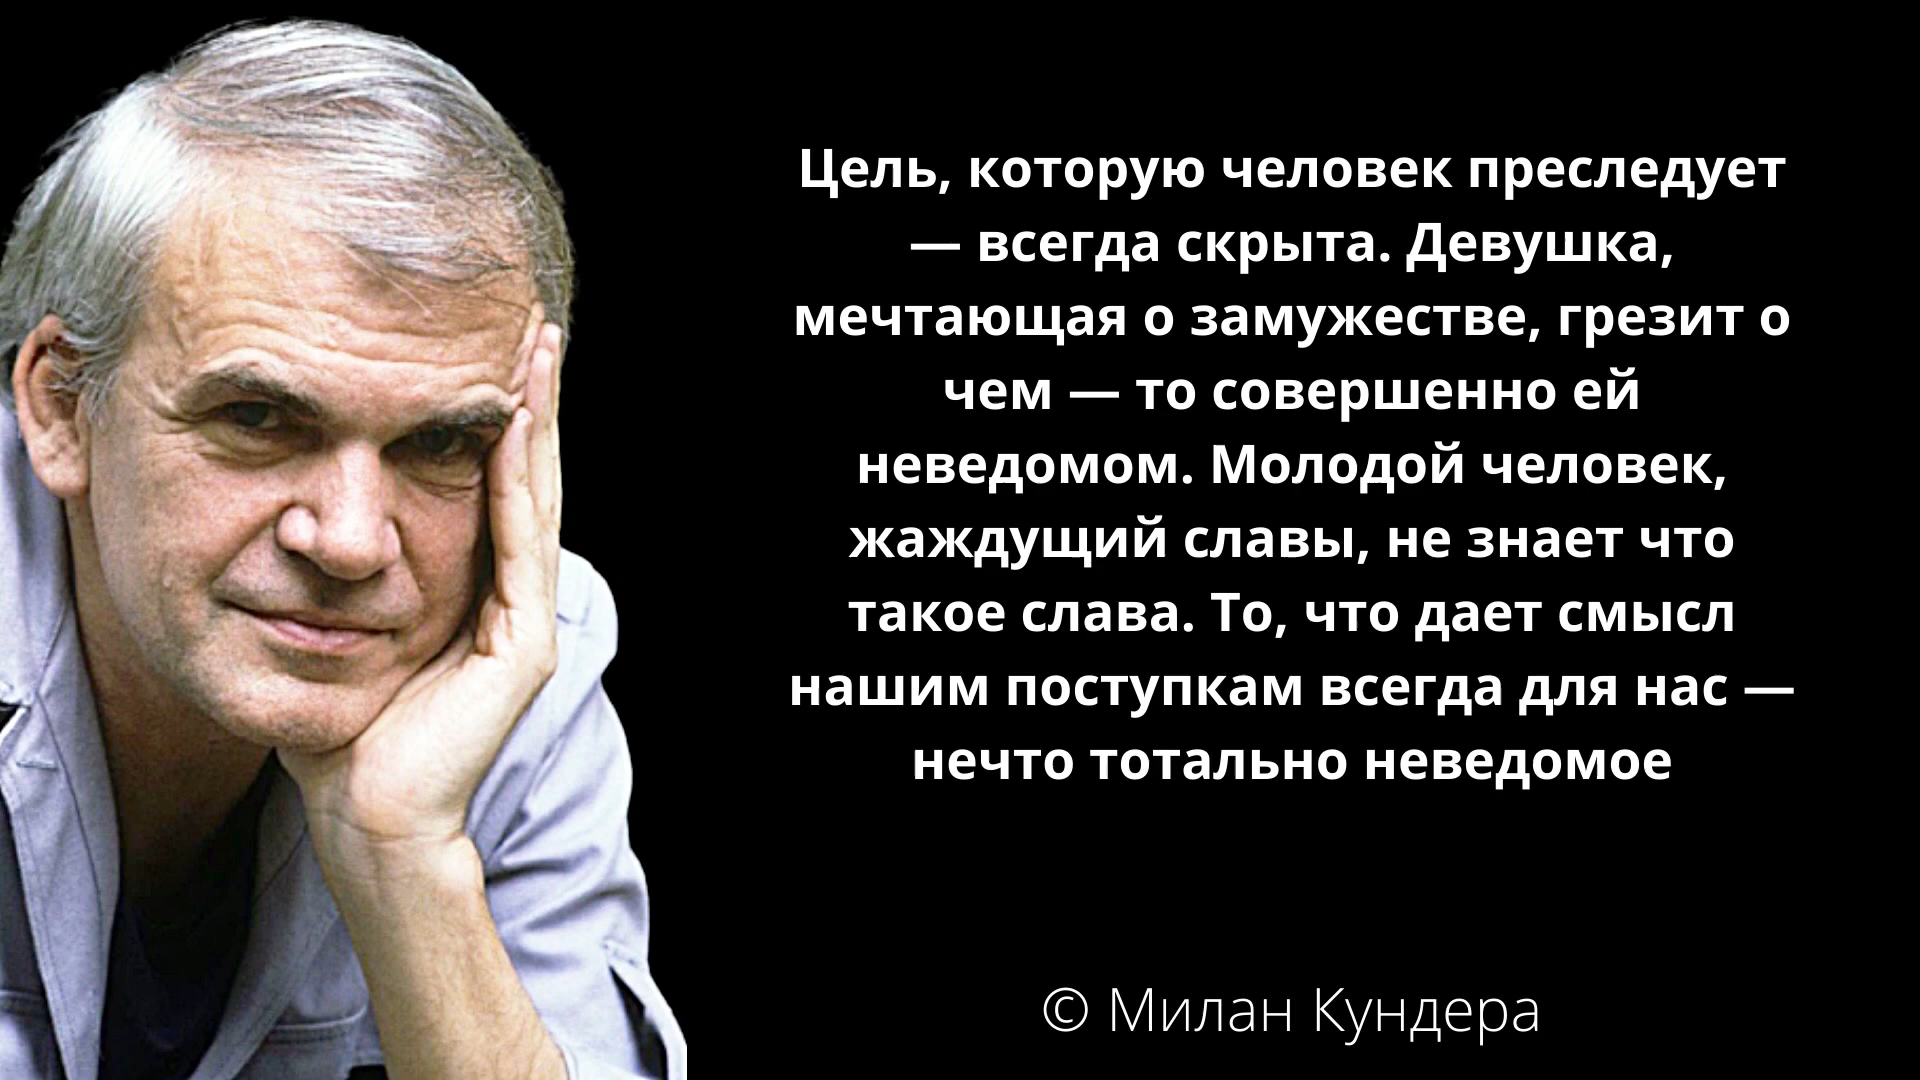 Цель, которую человек преследует
— всегда скрыта. Девушка,
мечтающая о замужестве, грезит о
чем — то совершенно ей
неведомом. Молодой человек,
жаждущий славы, не знает что
такое слава. То, что дает смысл
нашим поступкам всегда для нас —
нечто тотально неведомое
© Милан Кундера